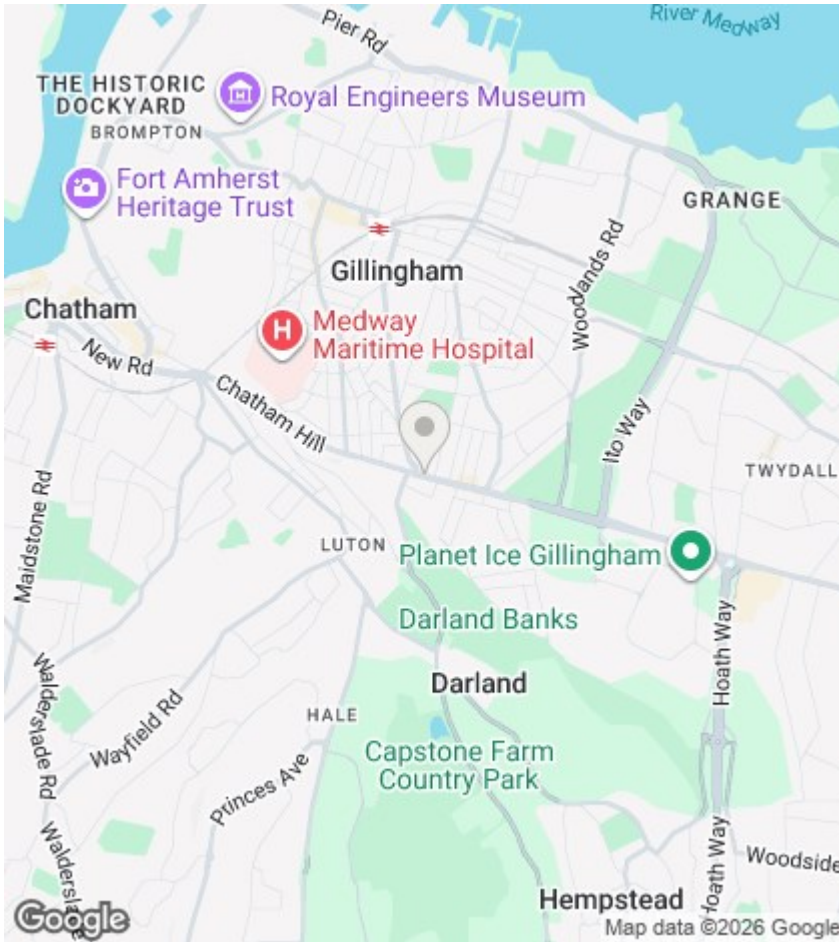 River Medway
Pier Rd
THE HISTORIC
DOCKYARD
BROMPTON
Royal Engineers Museum
Fort Amherst
Heritage Trust
GRANGE
Woodlands Rd
Gillingham
Chatham
H
Medway
Maritime Hospital
New Rd
Chatham Hill
Ito Way
TWYDALL
Maidstone Rd
LUTON
Planet Ice Gillingham
Darland Banks
Hoath Way
Darland
Walderslade Rd
Wayfield Rd
HALE
Capstone Farm
Country Park
Princes Ave
Hoath Way
Woodside
Hempstead
Google
Map data ©2026 Google